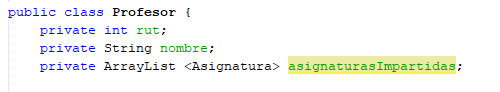 public class Profesor {
private int rut;
private String nombre;
private ArrayList <Asignatura> asignaturasImpartidas;